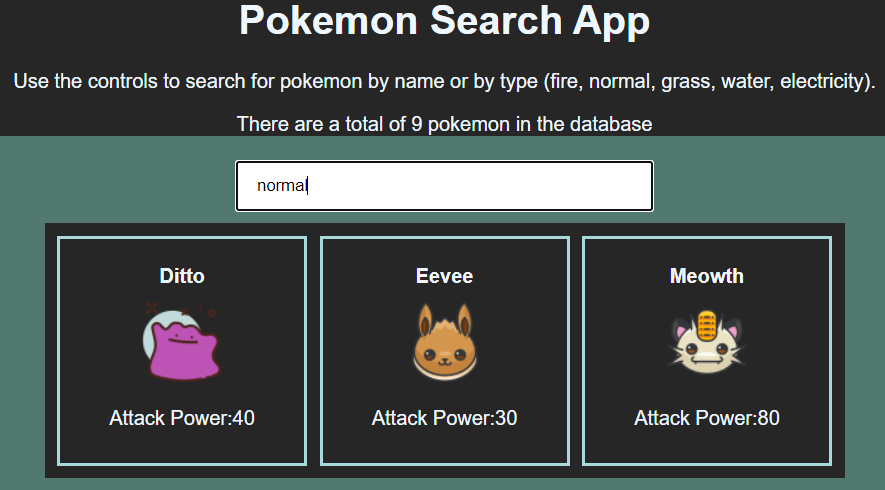 Pokemon Search App
Use the controls to search for pokemon by name or by type (fire, normal, grass, water, electricity).
There are a total of 9 pokemon in the database
normal
Ditto
Eevee
Meowth
Attack Power:40
Attack Power:30
Attack Power:80